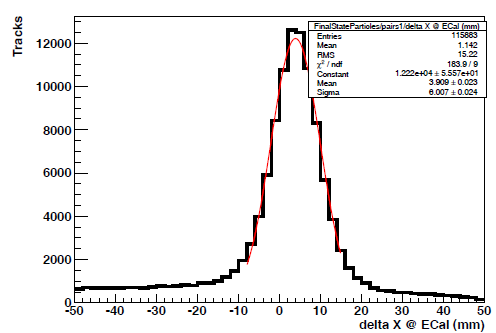 Tracks
FinalStateParticles/pairs1/delta X @ ECal (mm)
Entries 115883
Mean 1.142
RMS 15.22
χ² / ndf 183.9 / 9
Constant 1.222e+04 ± 5.557e+01
Mean 3.909 ± 0.023
Sigma 6.007 ± 0.024
12000
10000
8000
6000
4000
2000
0
-50 -40 -30 -20 -10 0 10 20 30 40 50
delta X @ ECal (mm)